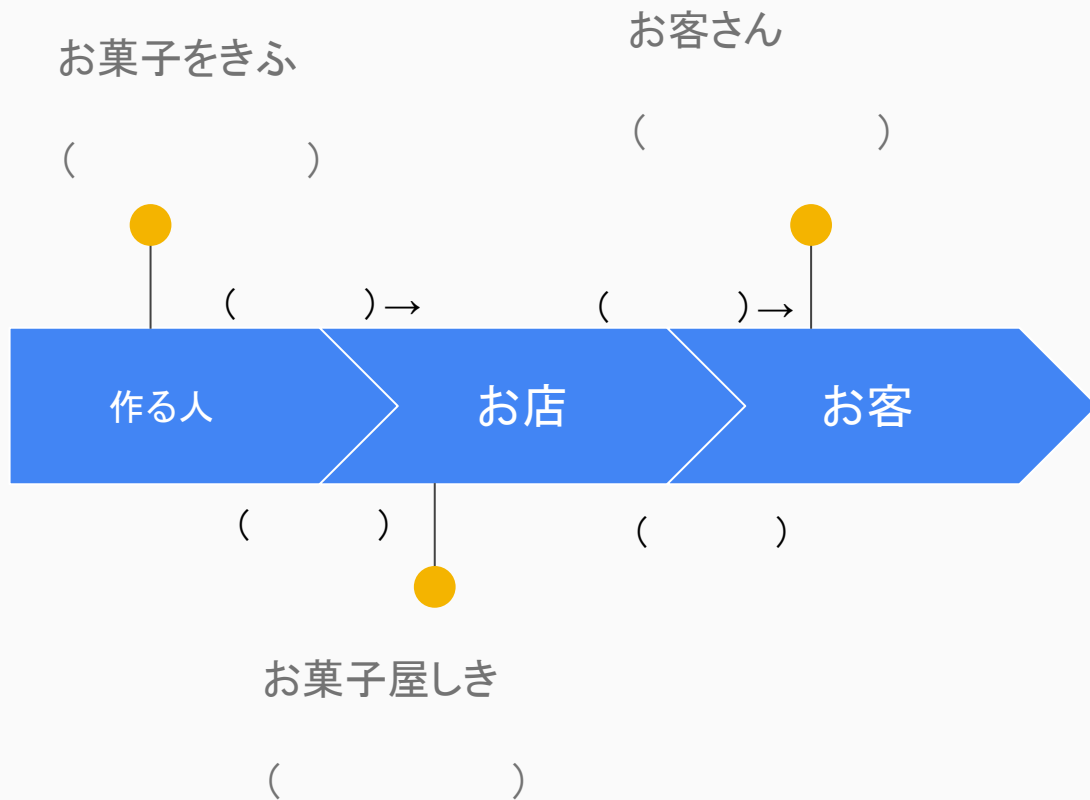 お菓子をきふ
(　　　　　　)
お客さん
(　　　　　　)
(　　　)→
(　　　)→
作る人
お店
お客
(　　　)
(　　　)
お菓子屋しき
(　　　　　　)